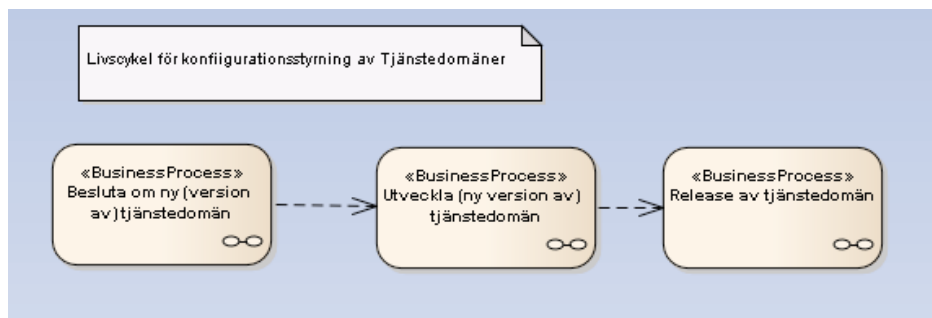 Livscykel för konfiigurationsstyrning av Tjänstedomäner
«BusinessProcess»
Besluta om ny (version
av) tjänstedomän
«BusinessProcess»
Utveckla (ny version av)
tjänstedomän
«BusinessProcess»
Release av tjänstedomän